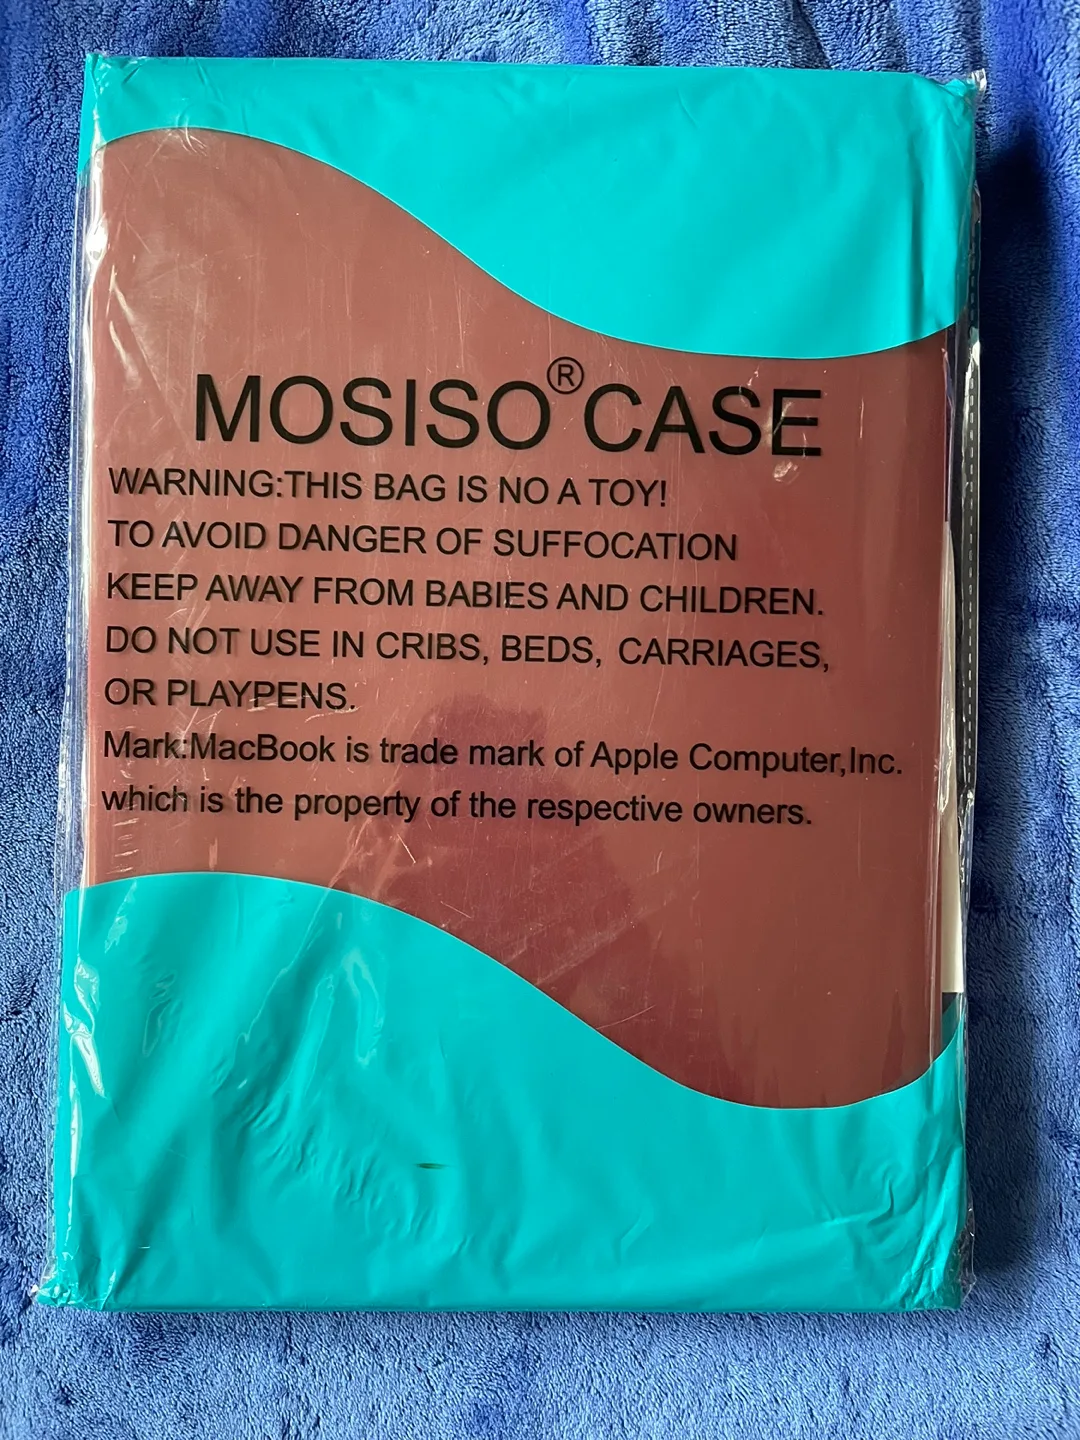 MOSISO® CASE
WARNING:THIS BAG IS NO A TOY!
TO AVOID DANGER OF SUFFOCATION
KEEP AWAY FROM BABIES AND CHILDREN.
DO NOT USE IN CRIBS, BEDS, CARRIAGES,
OR PLAYPENS.
Mark:MacBook is trade mark of Apple Computer,Inc.
which is the property of the respective owners.